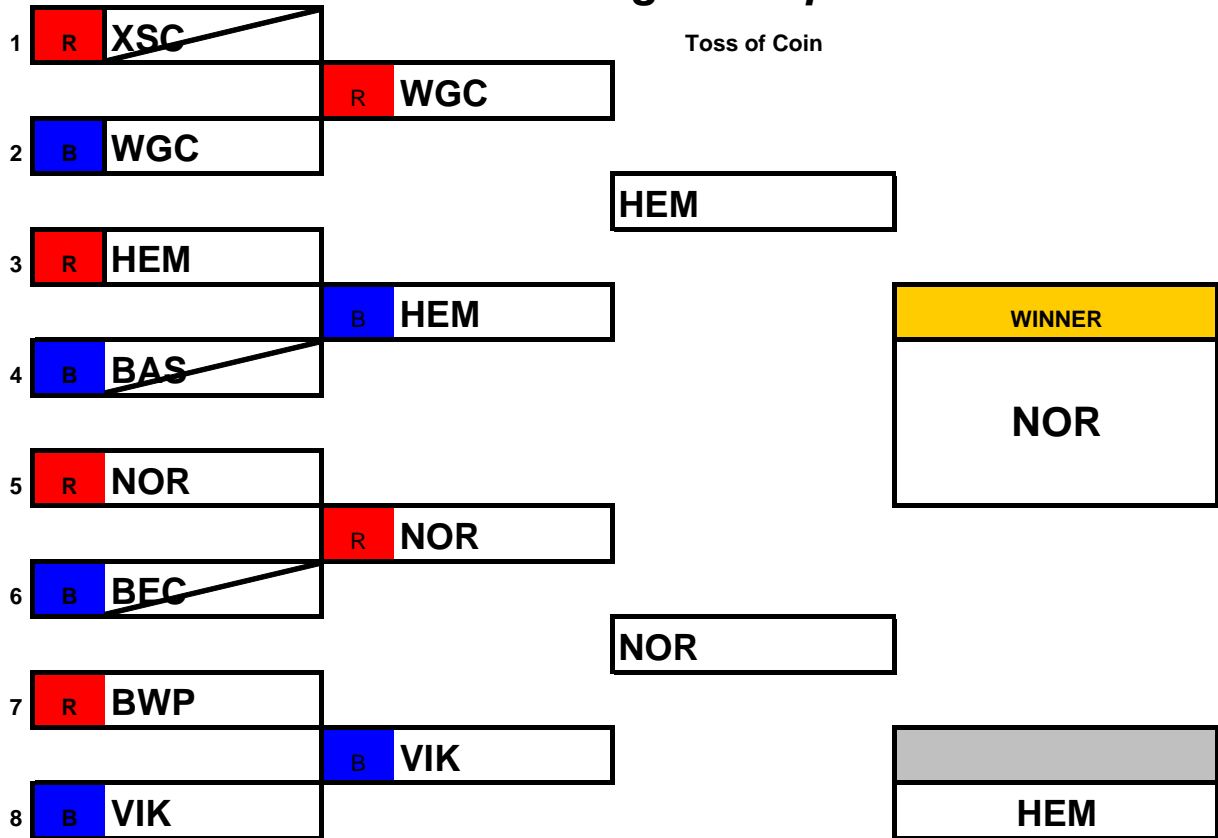 1 R XSC
Toss of Coin
R WGC
2 B WGC
HEM
3 R HEM
B HEM
WINNER
4 B BAS
NOR
5 R NOR
R NOR
6 B BEC
NOR
7 R BWP
B VIK
8 B VIK
HEM